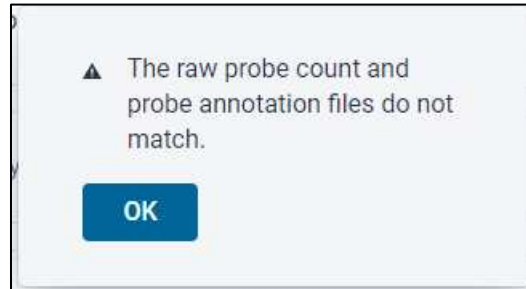 The raw probe count and
probe annotation files do not
match.
OK